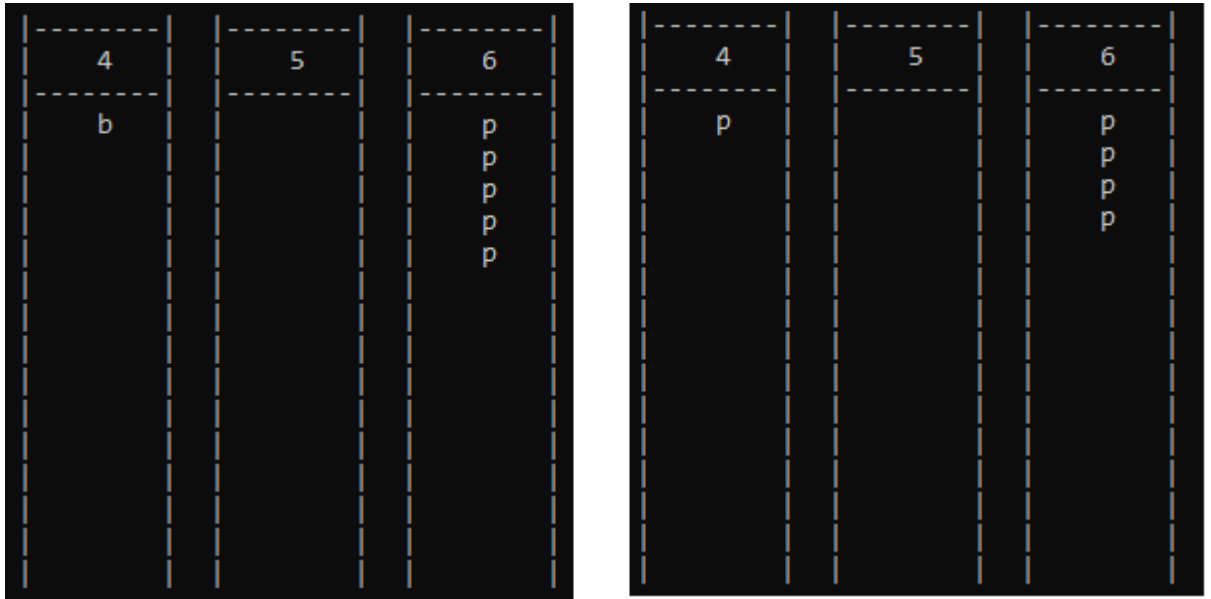 |--------|  |--------|  |--------|
|    4   |  |    5   |  |    6   |
|--------|  |--------|  |--------|
|    b   |  |        |  |    p   |
|        |  |        |  |    p   |
|        |  |        |  |    p   |
|        |  |        |  |    p   |
|        |  |        |  |    p   |
|        |  |        |  |        |
|        |  |        |  |        |
|        |  |        |  |        |
|        |  |        |  |        |
|        |  |        |  |        |
|        |  |        |  |        |
|        |  |        |  |        |
|        |  |        |  |        |
|        |  |        |  |        |
|        |  |        |  |        |
|--------|  |--------|  |--------|
|    4   |  |    5   |  |    6   |
|--------|  |--------|  |--------|
|    p   |  |        |  |    p   |
|        |  |        |  |    p   |
|        |  |        |  |    p   |
|        |  |        |  |    p   |
|        |  |        |  |        |
|        |  |        |  |        |
|        |  |        |  |        |
|        |  |        |  |        |
|        |  |        |  |        |
|        |  |        |  |        |
|        |  |        |  |        |
|        |  |        |  |        |
|        |  |        |  |        |
|        |  |        |  |        |
|        |  |        |  |        |